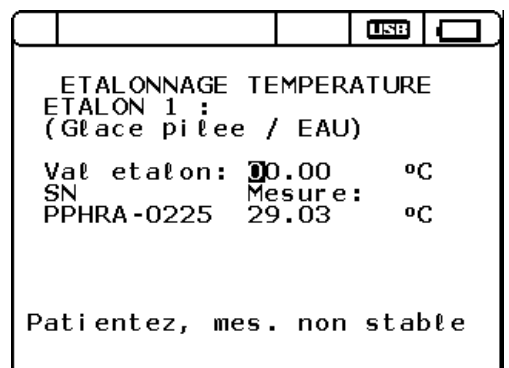 USB
ETALONNAGE TEMPERATURE
ETALON 1 :
(Glace pilee / EAU)
Val etalon: 00.00 ºC
SN Mesure:
PPHRA-0225 29.03 ºC
Patientez, mes. non stable